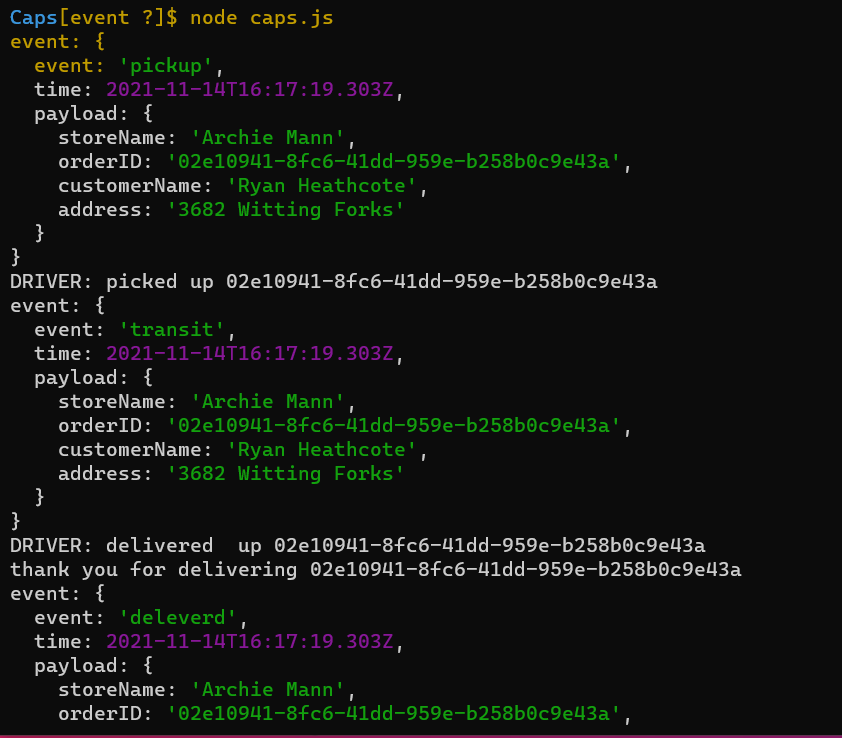 Caps[event ?]$ node caps.js
event: {
  event: 'pickup',
  time: 2021-11-14T16:17:19.303Z,
  payload: {
    storeName: 'Archie Mann',
    orderID: '02e10941-8fc6-41dd-959e-b258b0c9e43a',
    customerName: 'Ryan Heathcote',
    address: '3682 Witting Forks'
  }
}
DRIVER: picked up 02e10941-8fc6-41dd-959e-b258b0c9e43a
event: {
  event: 'transit',
  time: 2021-11-14T16:17:19.303Z,
  payload: {
    storeName: 'Archie Mann',
    orderID: '02e10941-8fc6-41dd-959e-b258b0c9e43a',
    customerName: 'Ryan Heathcote',
    address: '3682 Witting Forks'
  }
}
DRIVER: delivered  up 02e10941-8fc6-41dd-959e-b258b0c9e43a
thank you for delivering 02e10941-8fc6-41dd-959e-b258b0c9e43a
event: {
  event: 'deleverd',
  time: 2021-11-14T16:17:19.303Z,
  payload: {
    storeName: 'Archie Mann',
    orderID: '02e10941-8fc6-41dd-959e-b258b0c9e43a',